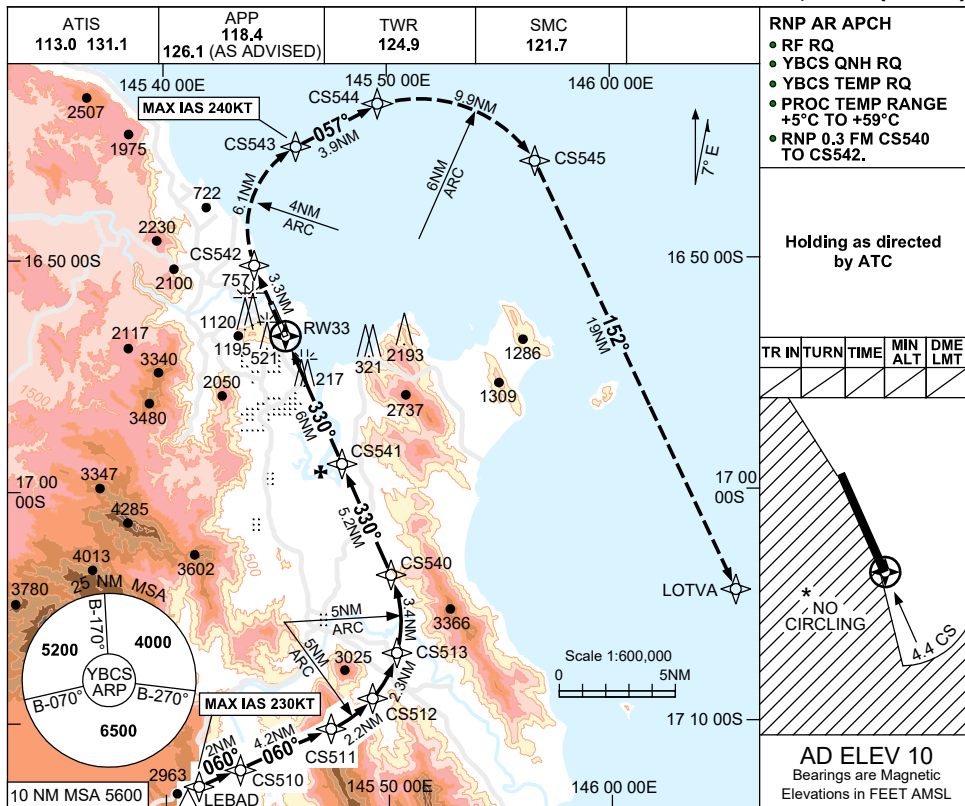 ATIS
113.0 131.1
APP
118.4
126.1 (AS ADVISED)
TWR
124.9
SMC
121.7
RNP AR APCH
RF RQ
YBCS QNH RQ
YBCS TEMP RQ
PROC TEMP RANGE
+5°C TO +59°C
RNP 0.3 FM CS540
TO CS542.
Holding as directed
by ATC
TR IN
TURN
TIME
MIN
ALT
DME
LMT
* NO
CIRCLING
4.4 CS
AD ELEV 10
Bearings are Magnetic
Elevations in FEET AMSL
145 40 00E
145 50 00E
146 00 00E
2507
1975
MAX IAS 240KT
CS543
057°
3.9NM
CS544
9.9NM
CS545
6NM
ARC
7° E
6.1NM
4NM
ARC
722
2230
2100
16 50 00S
16 50 00S
CS542
757
3.3NM
1120
1195
521
RW33
217
321
2193
1286
1309
2737
2117
3340
3480
2050
1500
330°
6NM
CS541
152°
19NM
17 00
00S
17 00
00S
3347
4285
4013
3602
3780
500
330°
5.2NM
CS540
3.4NM
3366
LOTVA
5NM
ARC
5NM
ARC
CS513
2.3NM
3025
CS512
2.2NM
CS511
4.2NM
060°
CS510
2NM
060°
LEBAD
2963
MAX IAS 230KT
25 NM MSA
B-170°
5200
4000
YBCS
ARP
B-070°
B-270°
6500
10 NM MSA 5600
Scale 1:600,000
0
5NM
17 10 00S
145 50 00E
146 00 00E